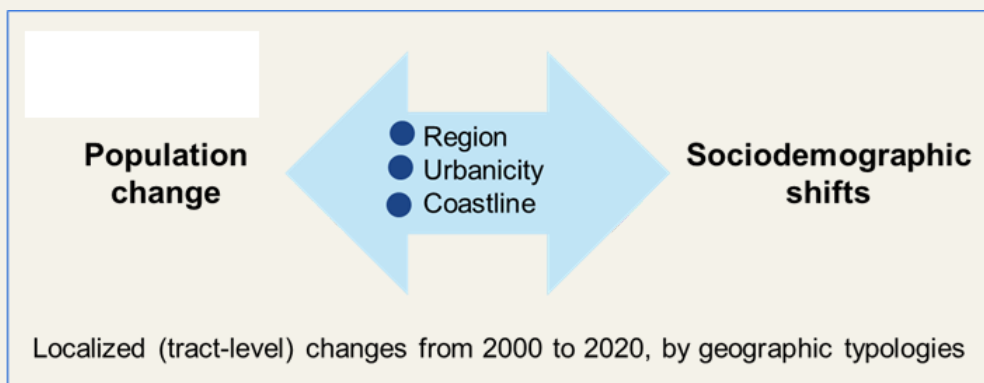 Population
change
Region
Urbanicity
Coastline
Sociodemographic
shifts
Localized (tract-level) changes from 2000 to 2020, by geographic typologies